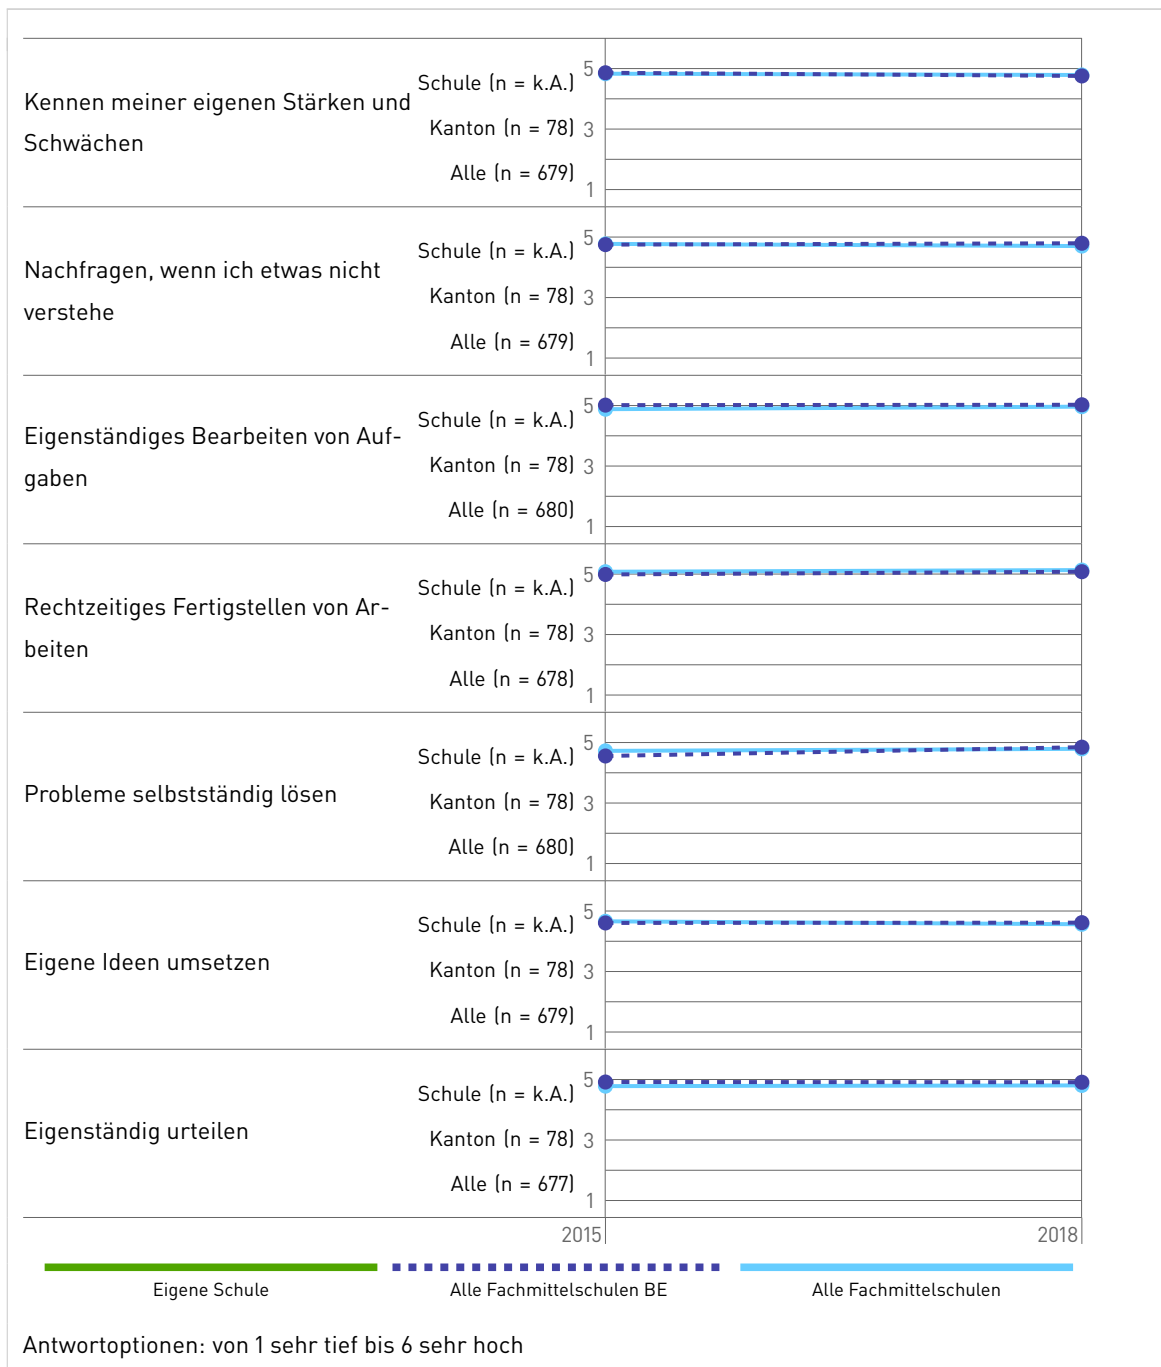 5
Schule (n = k.A.)
Kennen meiner eigenen Stärken und
Kanton (n = 78) 3
Schwächen
Alle (n = 679)
1
5
Schule (n = k.A.)
Nachfragen, wenn ich etwas nicht
Kanton (n = 78) 3
verstehe
Alle (n = 679)
1
5
Schule (n = k.A.)
Eigenständiges Bearbeiten von Auf-
Kanton (n = 78) 3
gaben
Alle (n = 680)
1
5
Schule (n = k.A.)
Rechtzeitiges Fertigstellen von Ar-
Kanton (n = 78) 3
beiten
Alle (n = 678)
1
5
Schule (n = k.A.)
Probleme selbstständig lösen
Kanton (n = 78) 3
Alle (n = 680)
1
5
Schule (n = k.A.)
Eigene Ideen umsetzen
Kanton (n = 78) 3
Alle (n = 679)
1
5
Schule (n = k.A.)
Eigenständig urteilen
Kanton (n = 78) 3
Alle (n = 677)
1
2015 2018
Eigene Schule Alle Fachmittelschulen BE Alle Fachmittelschulen
Antwortoptionen: von 1 sehr tief bis 6 sehr hoch